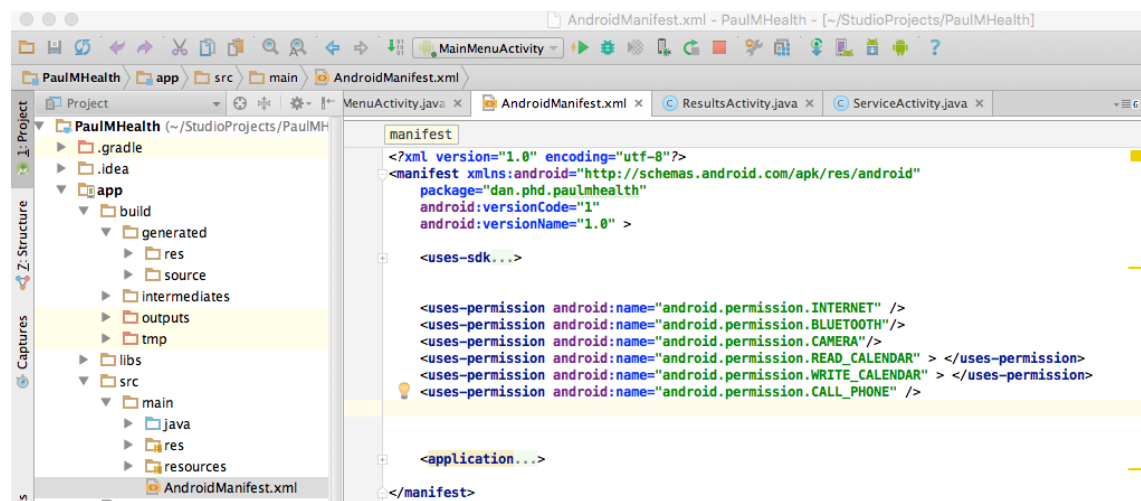 AndroidManifest.xml - PaulMHealth - [~/StudioProjects/PaulMHealth]
MainMenuActivity
?
PaulMHealth app src main AndroidManifest.xml
1: Project
Z: Structure
Captures
Project
PaulMHealth (~/StudioProjects/PaulMH
.gradle
.idea
app
build
generated
res
source
intermediates
outputs
tmp
libs
src
main
java
res
resources
AndroidManifest.xml
MenuActivity.java × AndroidManifest.xml × C ResultsActivity.java × C ServiceActivity.java × 6
manifest
<?xml version="1.0" encoding="utf-8"?>
<manifest xmlns:android="http://schemas.android.com/apk/res/android"
package="dan.phd.paulmhealth"
android:versionCode="1"
android:versionName="1.0" >
<uses-sdk...>
<uses-permission android:name="android.permission.INTERNET" />
<uses-permission android:name="android.permission.BLUETOOTH"/>
<uses-permission android:name="android.permission.CAMERA"/>
<uses-permission android:name="android.permission.READ_CALENDAR" > </uses-permission>
<uses-permission android:name="android.permission.WRITE_CALENDAR" > </uses-permission>
<uses-permission android:name="android.permission.CALL_PHONE" />
<application...>
</manifest>